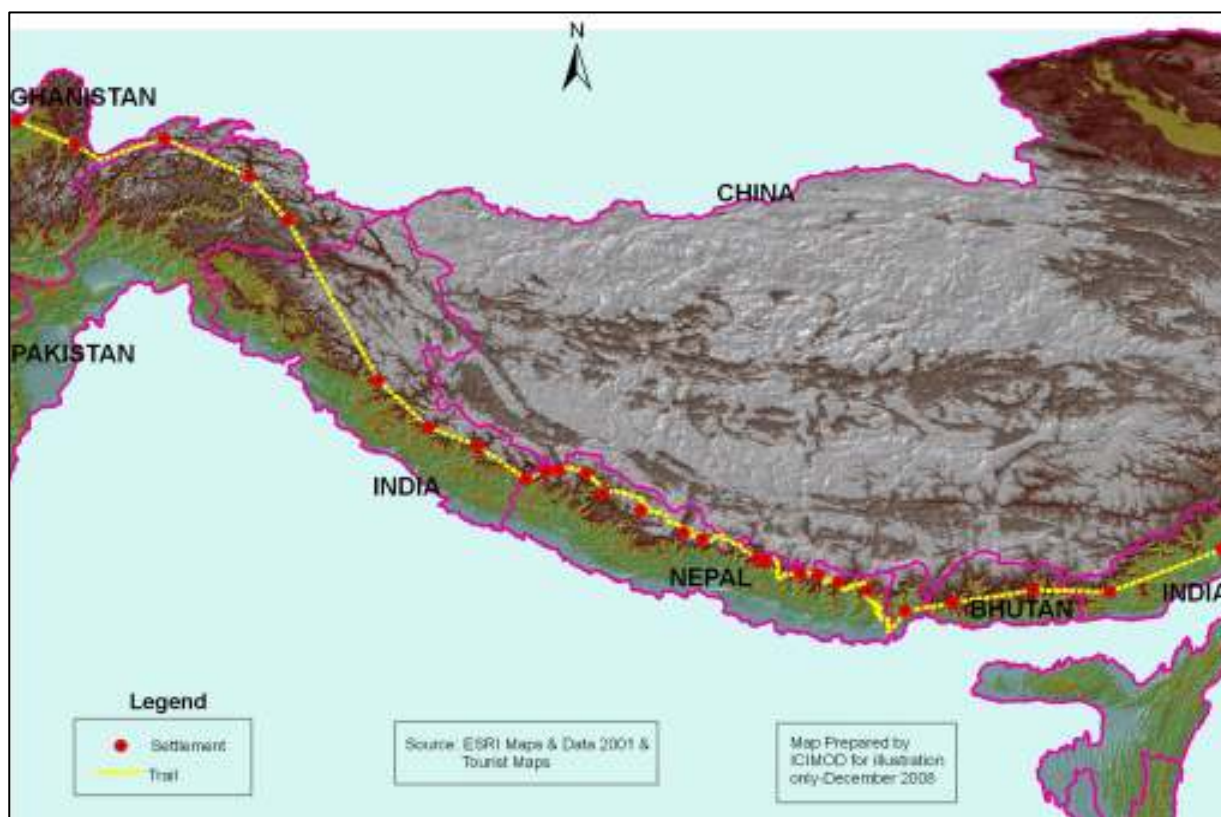 N
GHANISTAN
CHINA
PAKISTAN
INDIA
NEPAL
BHUTAN
INDIA
Legend
Settlement
Trail
Source: ESRI Maps & Data 2001 &
Tourist Maps
Map Prepared by
ICIMOD for illustration
only-December 2008